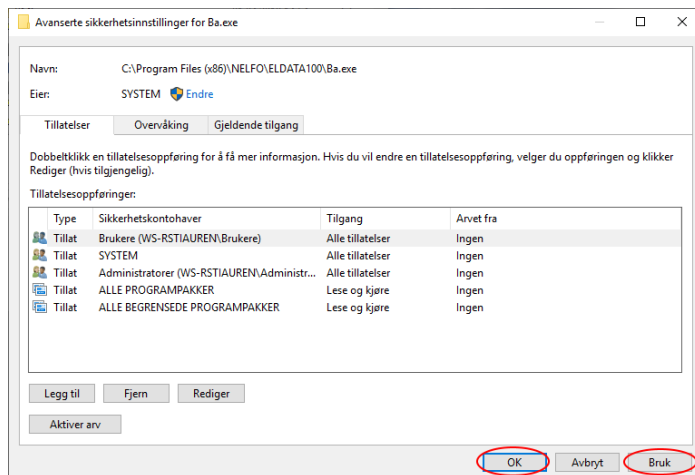 Avanserte sikkerhetsinnstillinger for Ba.exe
Navn: C:\Program Files (x86)\NELFO\ELDATA100\Ba.exe
Eier: SYSTEM Endre
Tillatelser Overvåking Gjeldende tilgang
Dobbeltklikk en tillatelsesoppføring for å få mer informasjon. Hvis du vil endre en tillatelsesoppføring, velger du oppføringen og klikker
Rediger (hvis tilgjengelig).
Tillatelsesoppføringer:
Type Sikkerhetskontohaver Tilgang Arvet fra
Tillat Brukere (WS-RSTIAUREN\Brukere) Alle tillatelser Ingen
Tillat SYSTEM Alle tillatelser Ingen
Tillat Administratorer (WS-RSTIAUREN\Administr... Alle tillatelser Ingen
Tillat ALLE PROGRAMPAKKER Lese og kjøre Ingen
Tillat ALLE BEGRENSEDE PROGRAMPAKKER Lese og kjøre Ingen
Legg til Fjern Rediger
Aktiver arv
OK Avbryt Bruk